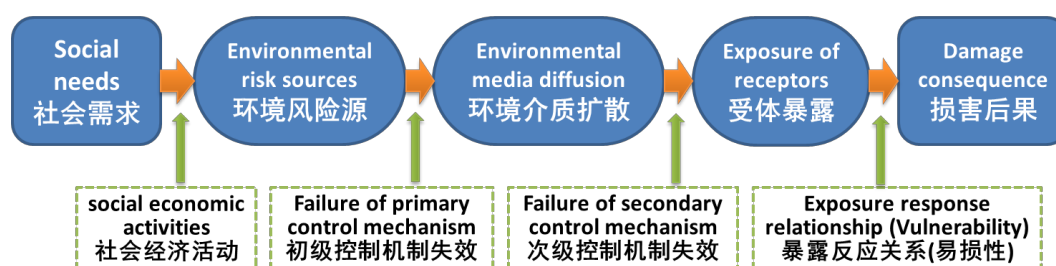 Social
needs
社会需求
Environmental
risk sources
环境风险源
Environmental
media diffusion
环境介质扩散
Exposure of
receptors
受体暴露
Damage
consequence
损害后果
social economic
activities
社会经济活动
Failure of primary
control mechanism
初级控制机制失效
Failure of secondary
control mechanism
次级控制机制失效
Exposure response
relationship (Vulnerability)
暴露反应关系(易损性)